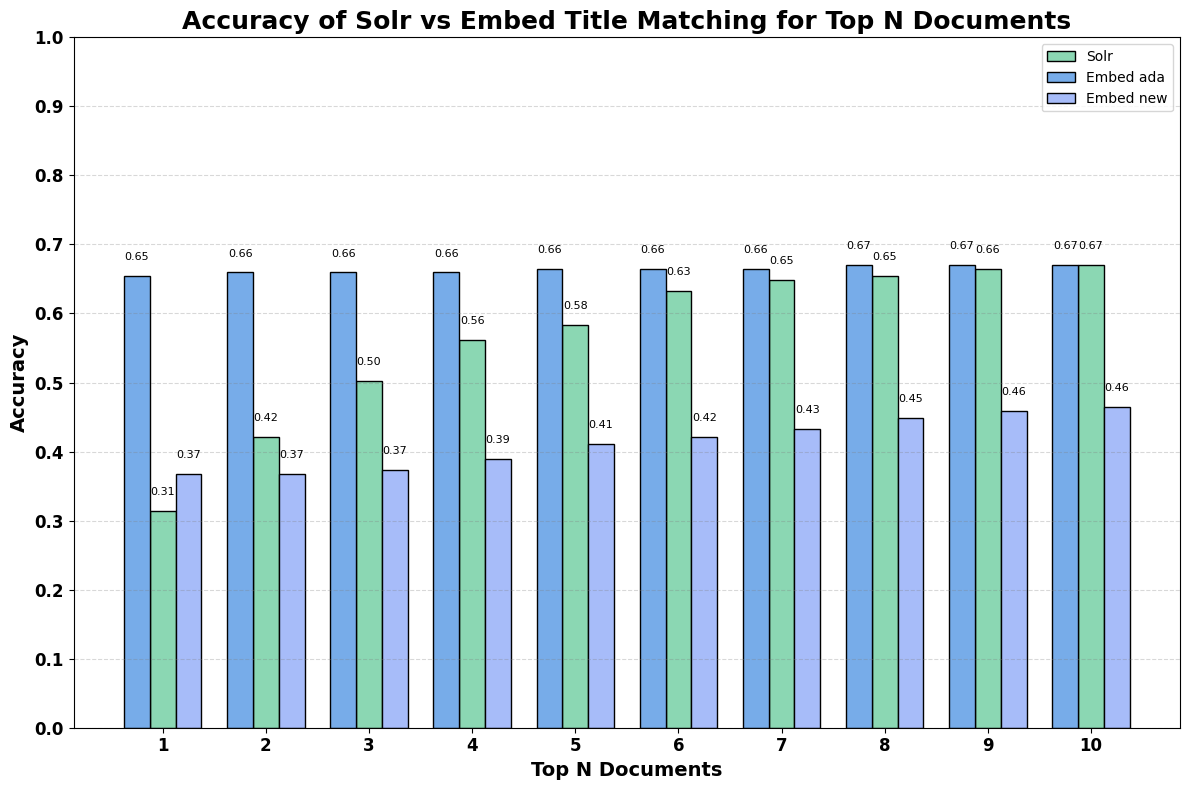 Accuracy of Solr vs Embed Title Matching for Top N Documents
Solr
Embed ada
Embed new
Accuracy
1.0
0.9
0.8
0.7
0.6
0.5
0.4
0.3
0.2
0.1
0.0
0.65 0.31 0.37
0.66 0.42 0.37
0.66 0.50 0.37
0.66 0.56 0.39
0.66 0.58 0.41
0.66 0.63 0.42
0.66 0.65 0.43
0.67 0.65 0.45
0.67 0.66 0.46
0.67 0.67 0.46
1 2 3 4 5 6 7 8 9 10
Top N Documents